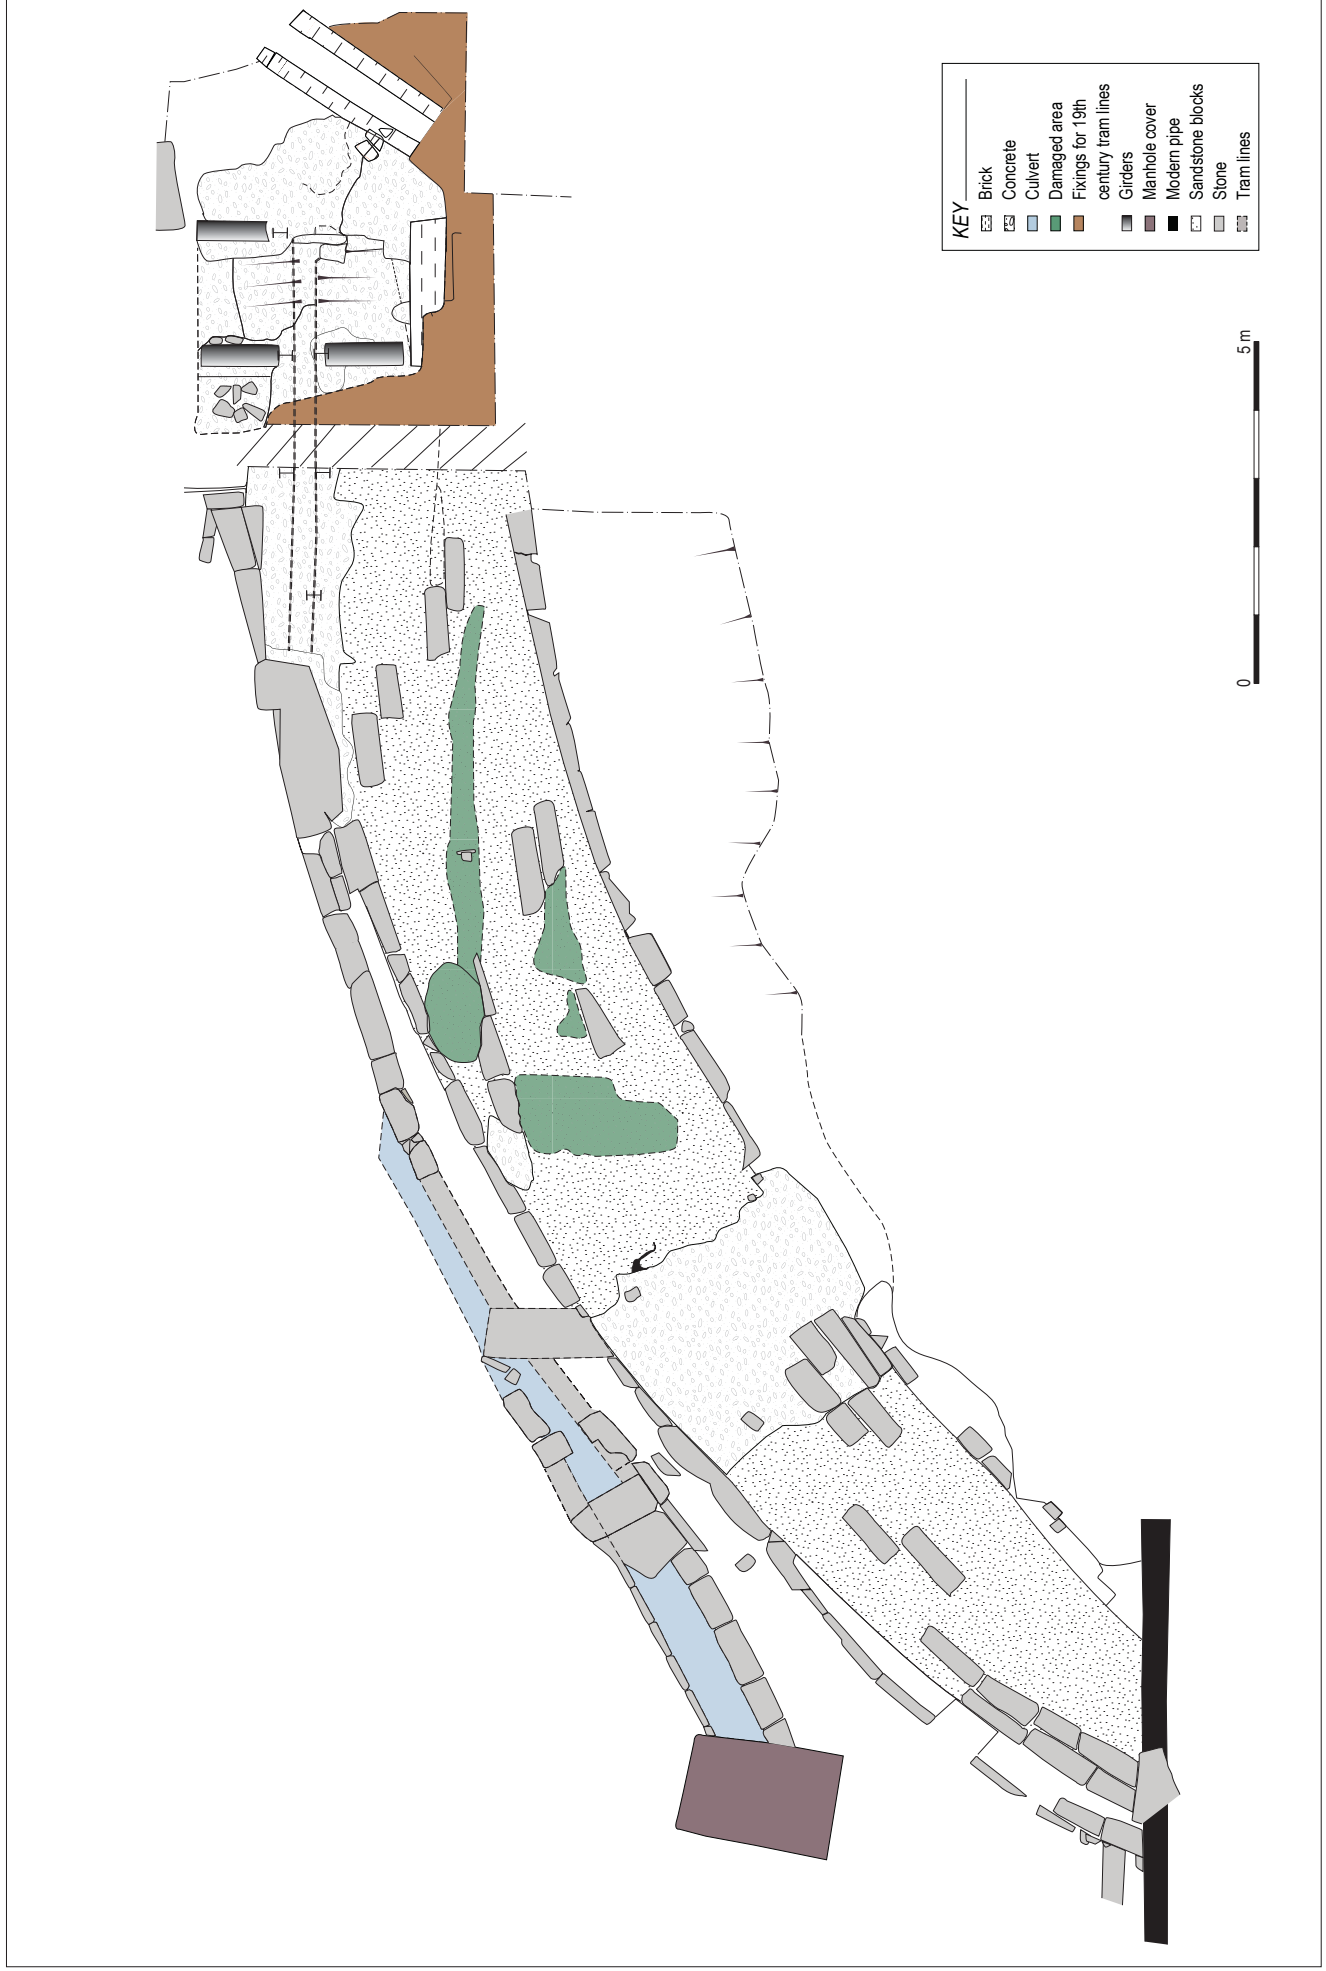 KEY
Brick
Concrete
Culvert
Damaged area
Fixings for 19th
century tram lines
Girders
Manhole cover
Modern pipe
Sandstone blocks
Stone
Tram lines
0 5 m